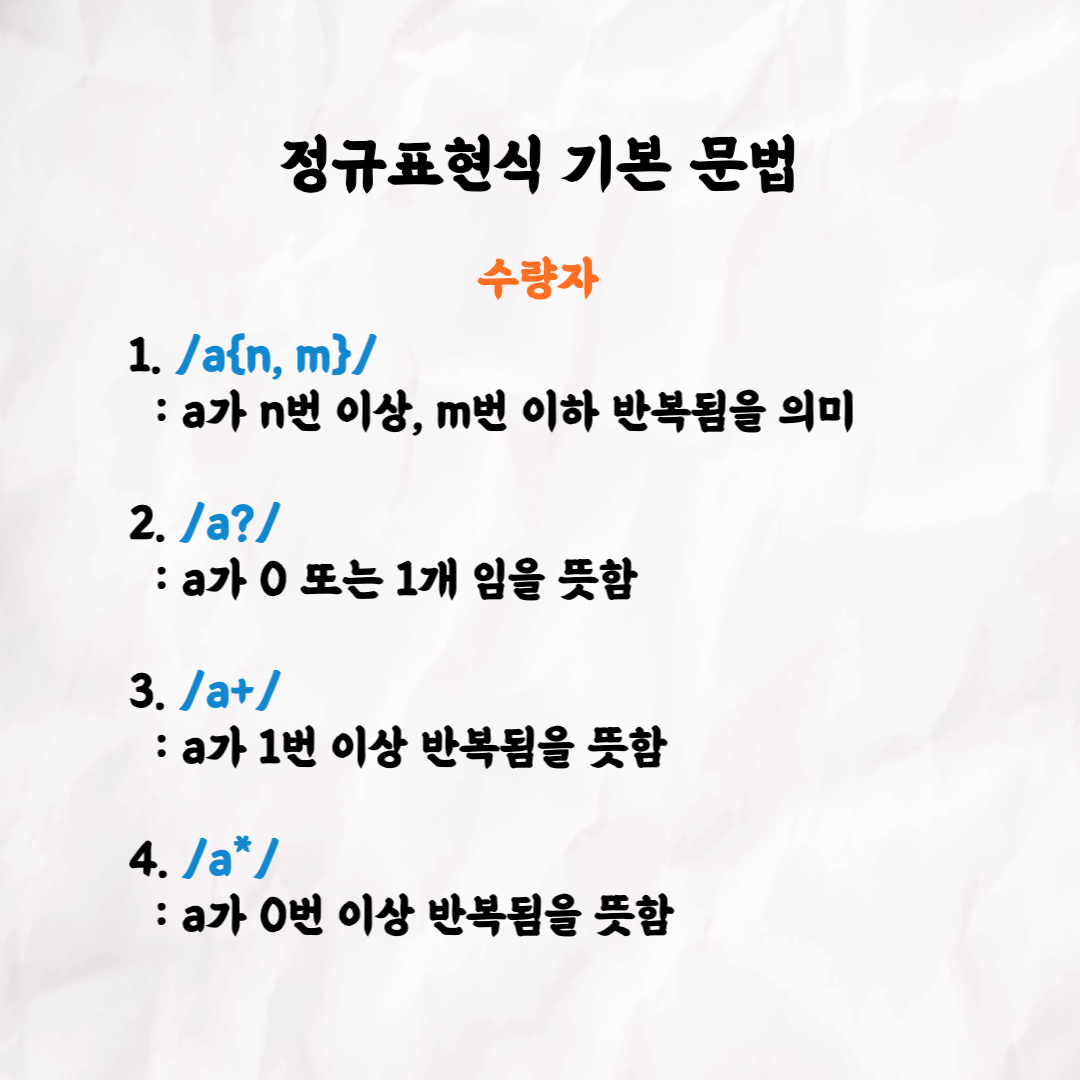 정규표현식 기본 문법
수량자
1. /a{n, m}/
: a가 n번 이상, m번 이하 반복됨을 의미
2. /a?/
: a가 0 또는 1개 임을 뜻함
3. /a+/
: a가 1번 이상 반복됨을 뜻함
4. /a*/
: a가 0번 이상 반복됨을 뜻함